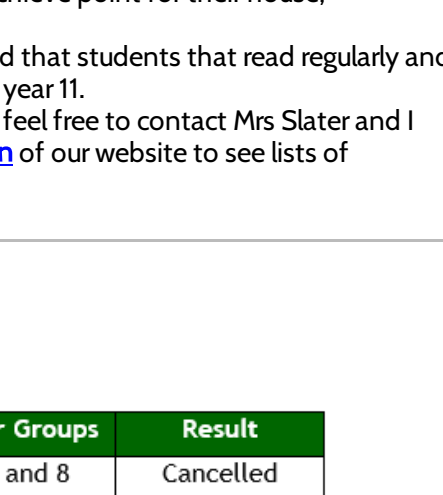 point for their house,
d that students that read regularly and
year 11.
feel free to contact Mrs Slater and I
n of our website to see lists of
Groups Result
and 8 Cancelled